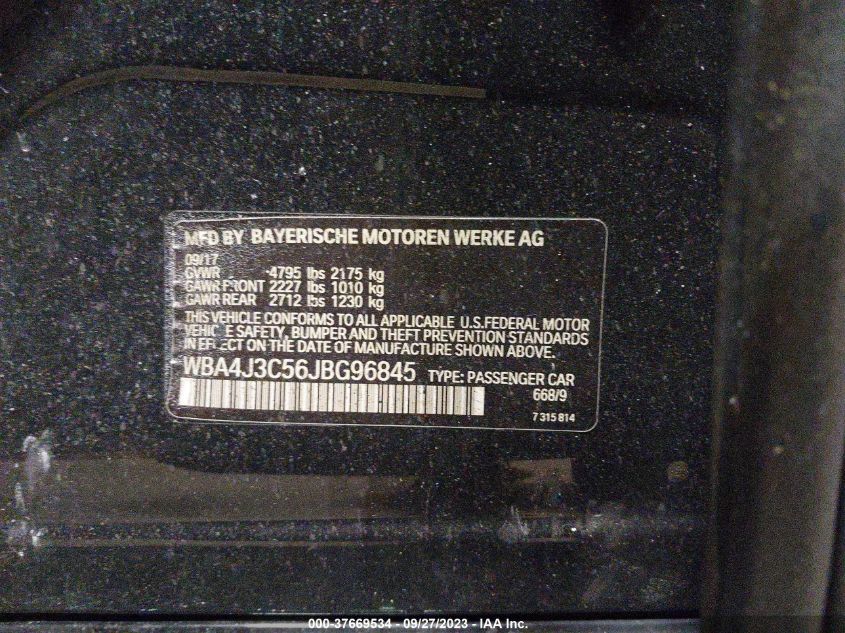 MFD BY BAYERISCHE MOTOREN WERKE AG
09/17
GVWR 4795 lbs 2175 kg
GAWR FRONT 2227 lbs 1010 kg
GAWR REAR 2712 lbs 1230 kg
THIS VEHICLE CONFORMS TO ALL APPLICABLE U.S.FEDERAL MOTOR
VEHICLE SAFETY, BUMPER AND THEFT PREVENTION STANDARDS
IN EFFECT ON THE DATE OF MANUFACTURE SHOWN ABOVE.
WBA4J3C56JBG96845 TYPE: PASSENGER CAR
668/9
7 315 814
000-37669534 - 09/27/2023 - IAA Inc.